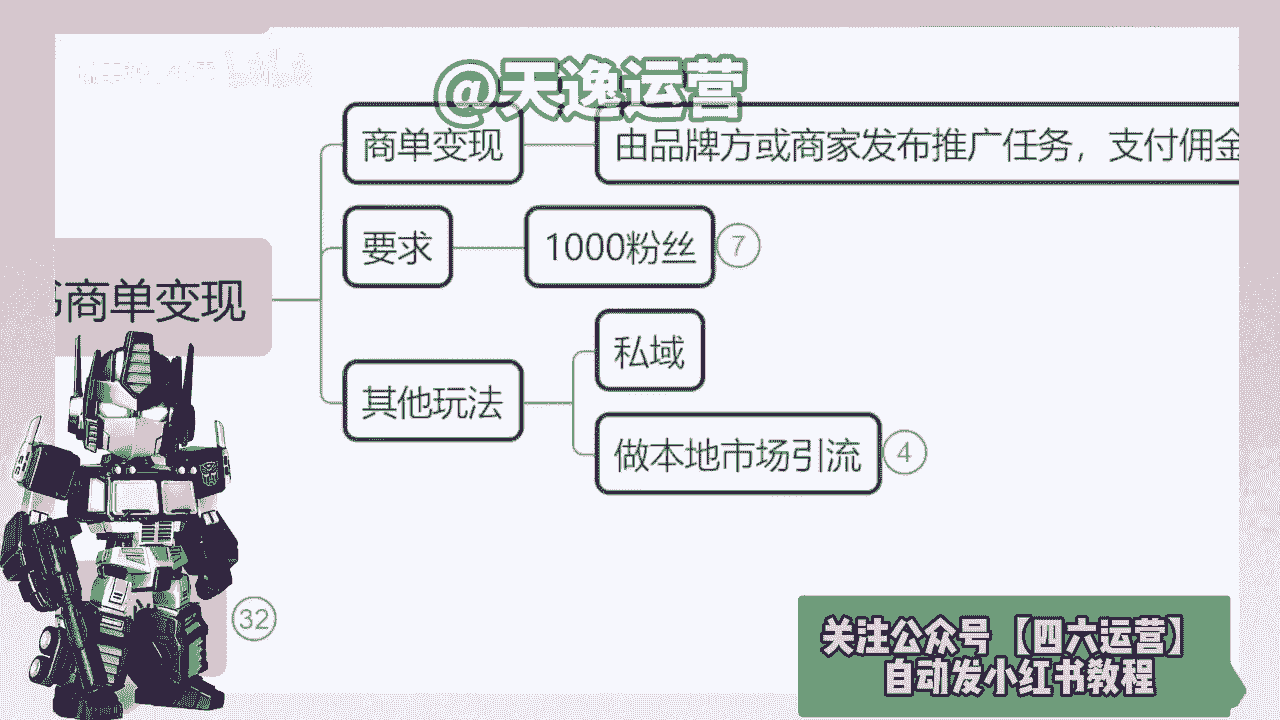 @天逸运营
商单变现
由品牌方或商家发布推广任务，支付佣金
要求
1000粉丝
7
商单变现
其他玩法
私域
做本地市场引流
4
32
关注公众号【四六运营】
自动发小红书教程